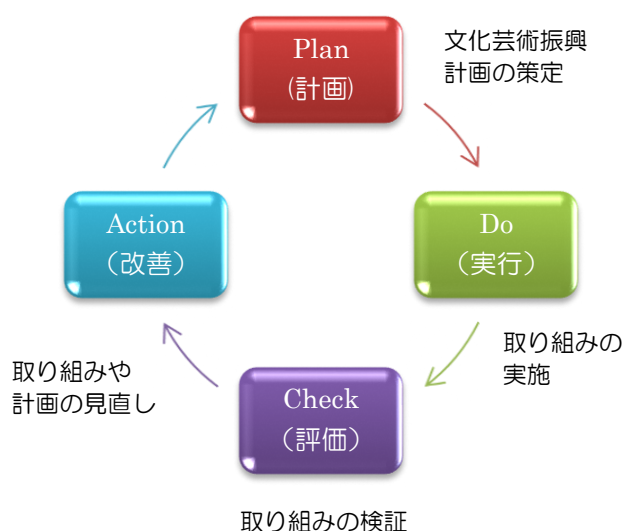 Plan
(計画)
文化芸術振興
計画の策定
Do
（実行）
取り組みの
実施
Check
（評価）
取り組みの検証
Action
（改善）
取り組みや
計画の見直し